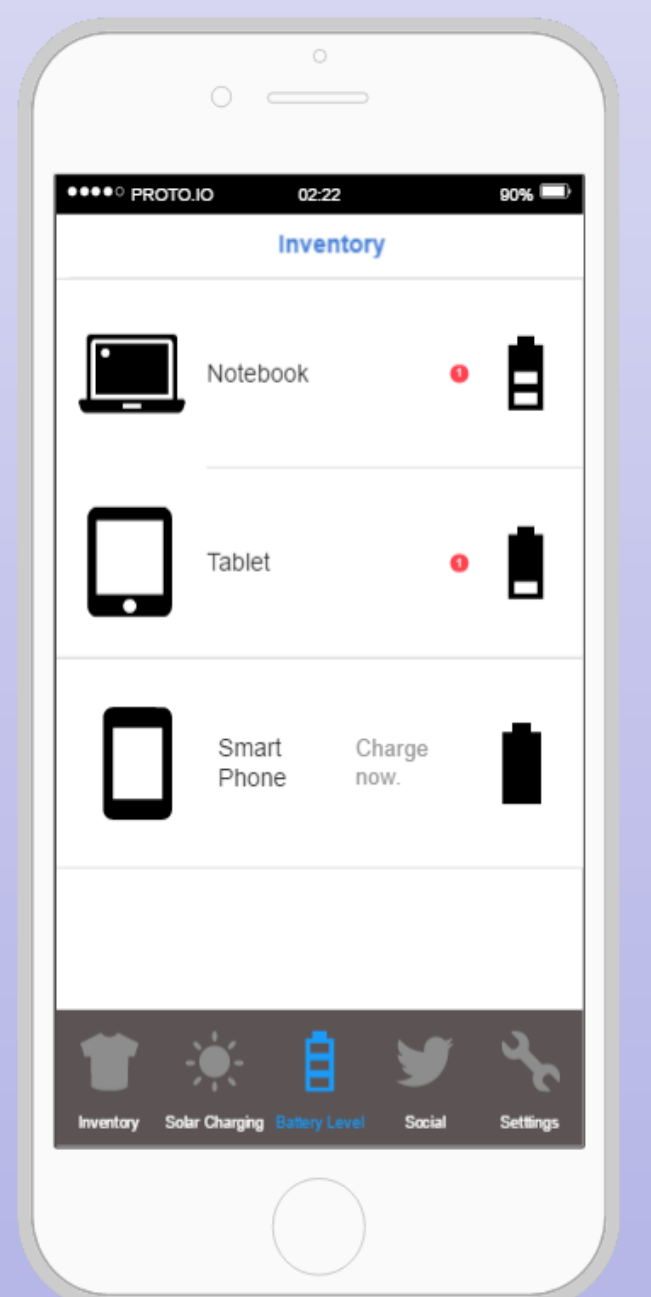 PROTO.IO 02:22 90%
Inventory
Notebook 1
Tablet 1
Smart Charge
Phone now.
Inventory Solar Charging Battery Level Social Setttings